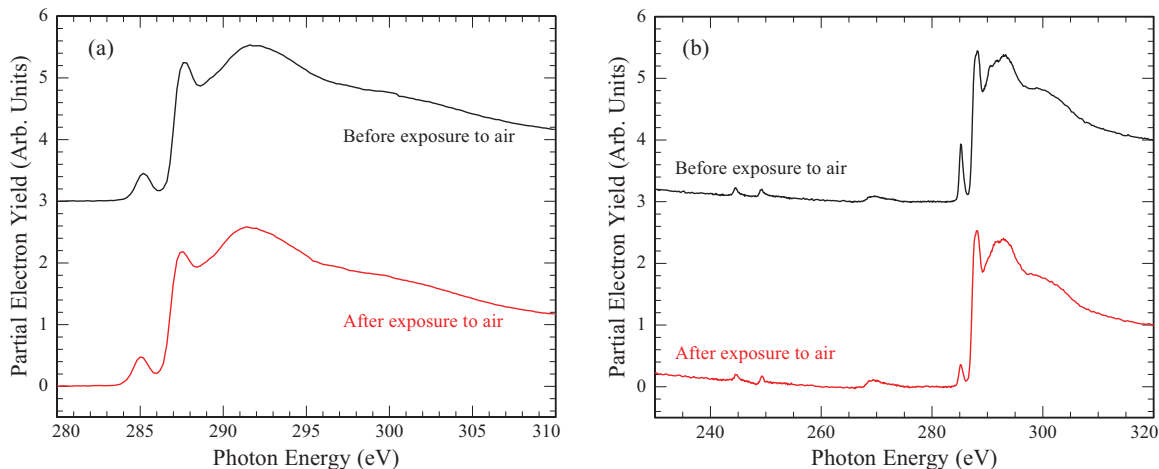 (a)
6
5
4
3
2
1
0
Before exposure to air
After exposure to air
Partial Electron Yield (Arb. Units)
280 285 290 295 300 305 310
Photon Energy (eV)
(b)
6
5
4
3
2
1
0
Before exposure to air
After exposure to air
Partial Electron Yield (Arb. Units)
240 260 280 300 320
Photon Energy (eV)